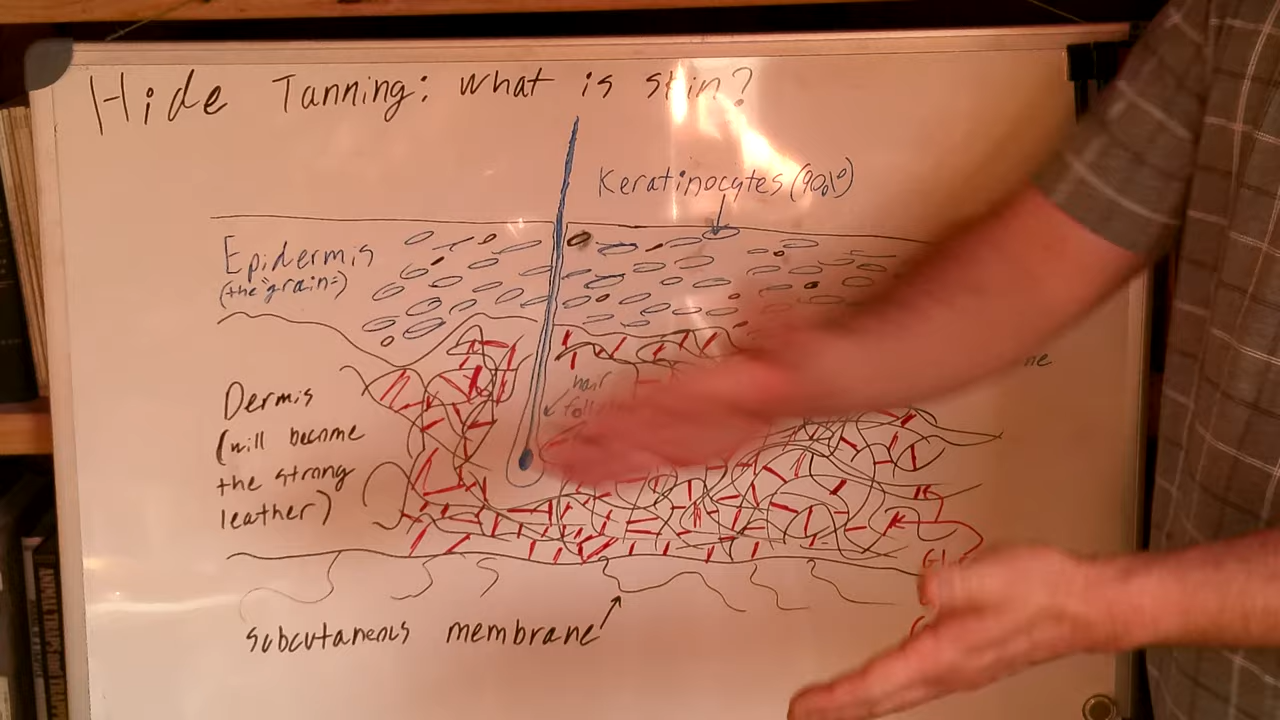 Hide Tanning: what is skin?
Keratinocytes (90%)
Epidermis
(the "grain")
hair
Dermis
(will become
the strong
leather)
subcutaneous membrane